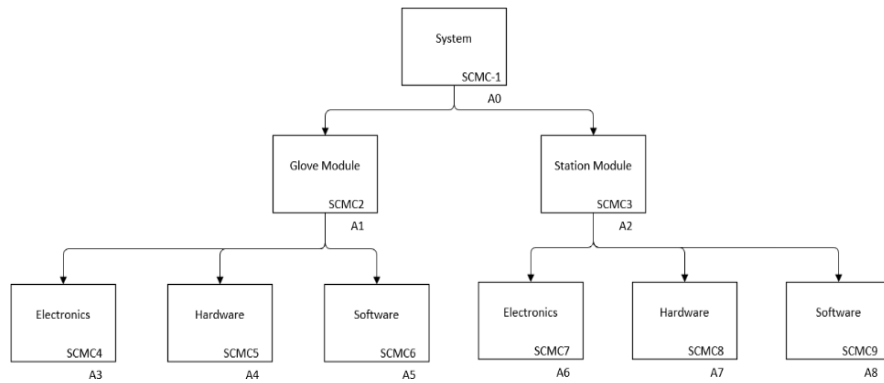 System
SCMC-1
A0
Glove Module
SCMC2
A1
Station Module
SCMC3
A2
Electronics
SCMC4
A3
Hardware
SCMC5
A4
Software
SCMC6
A5
Electronics
SCMC7
A6
Hardware
SCMC8
A7
Software
SCMC9
A8